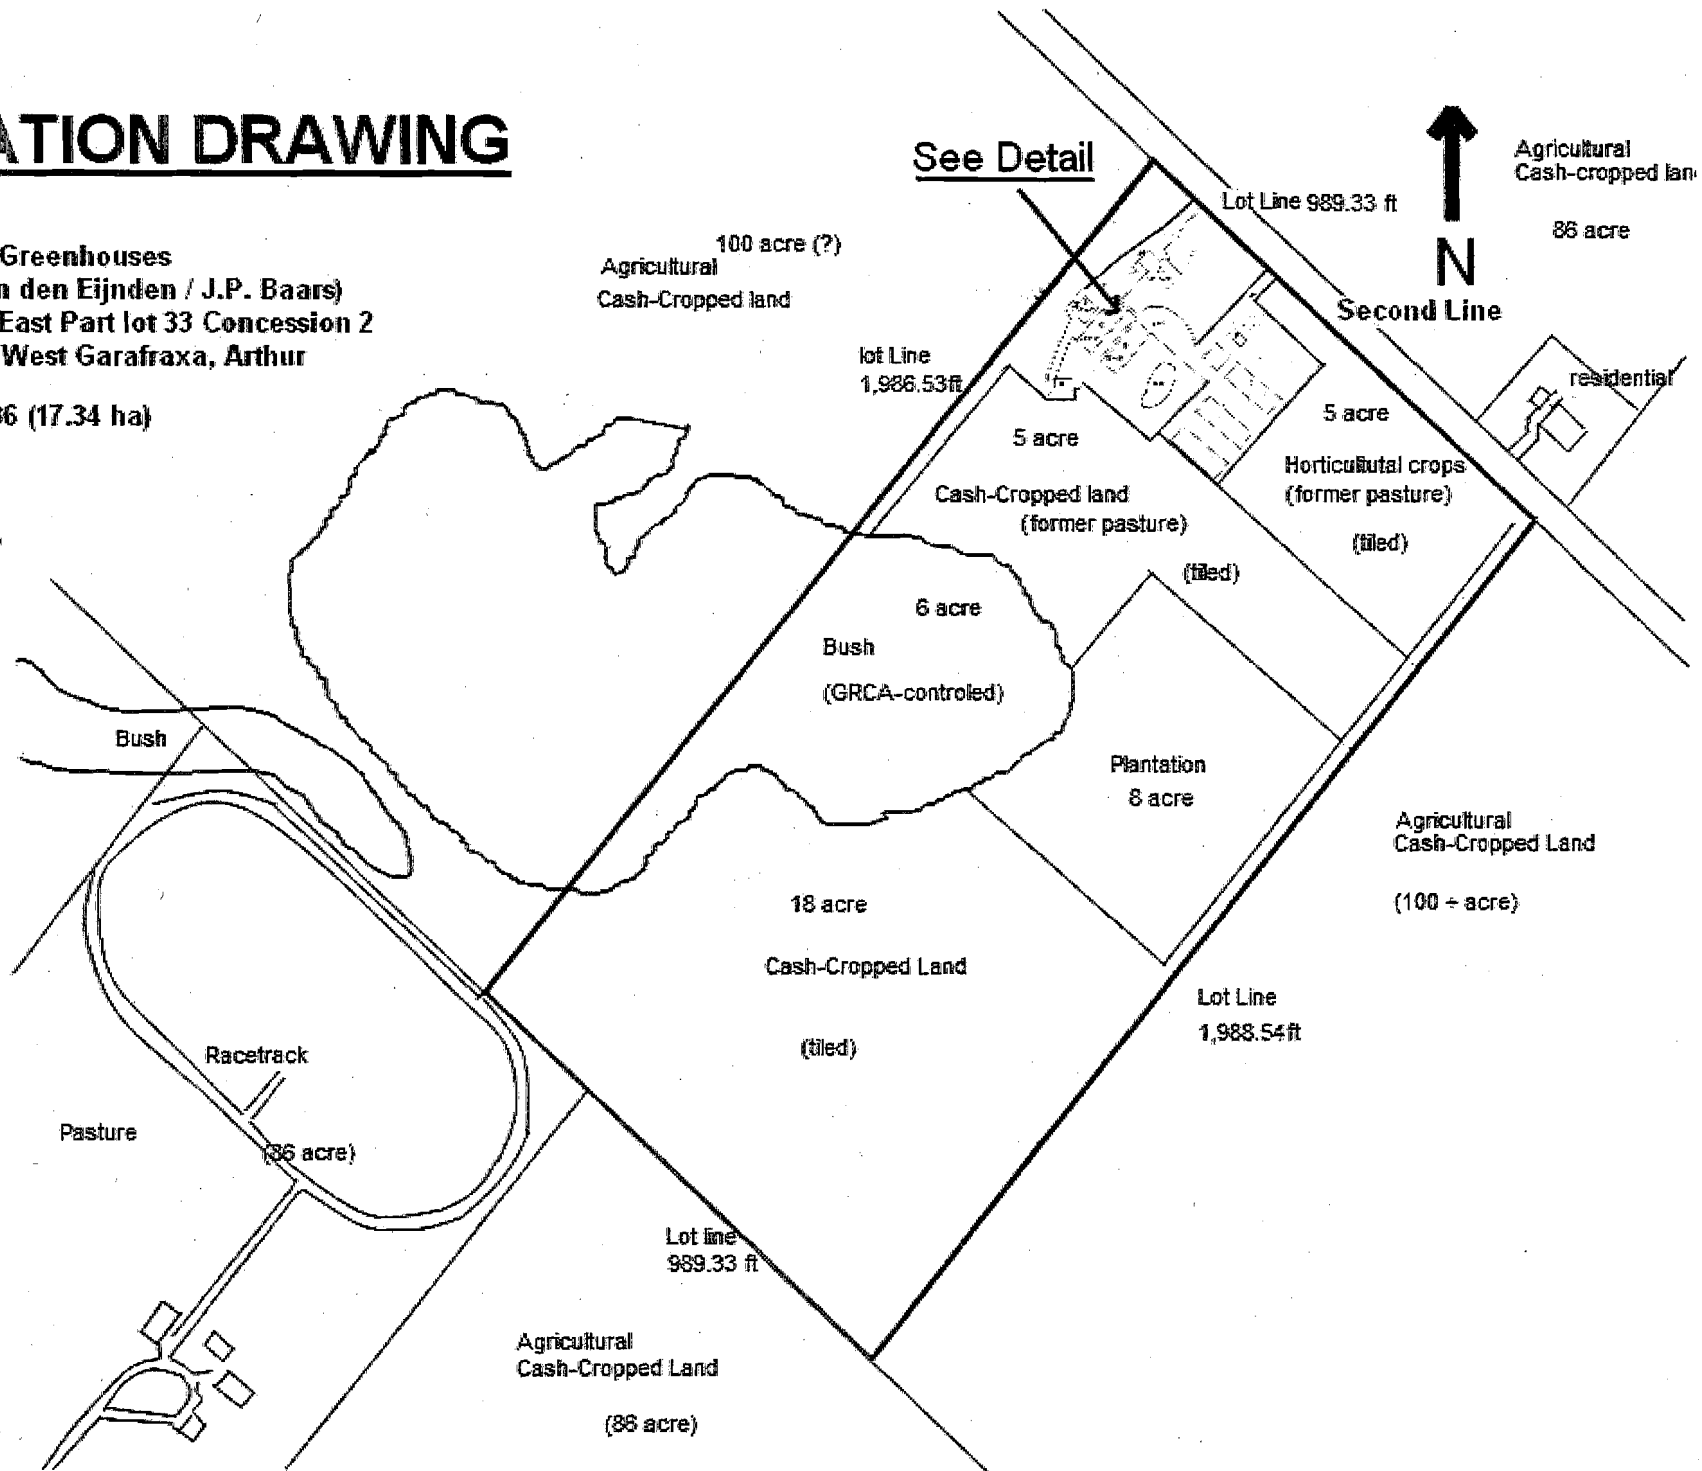 ATION DRAWING
Greenhouses
n den Eijnden / J.P. Baars)
East Part lot 33 Concession 2
West Garafraxa, Arthur
6 (17.34 ha)
See Detail
Lot Line 989.33 ft
N
Second Line
Agricultural
Cash-cropped lan
86 acre
100 acre (?)
Agricultural
Cash-Cropped land
lot Line
1,986.53ft
residential
5 acre
Cash-Cropped land
(former pasture)
(tiled)
5 acre
Horticultutal crops
(former pasture)
(tiled)
6 acre
Bush
(GRCA-controled)
Bush
Plantation
8 acre
Agricultural
Cash-Cropped Land
(100 ÷ acre)
18 acre
Cash-Cropped Land
(tiled)
Lot Line
1,988.54ft
Racetrack
Pasture
(86 acre)
Lot line
989.33 ft
Agricultural
Cash-Cropped Land
(86 acre)